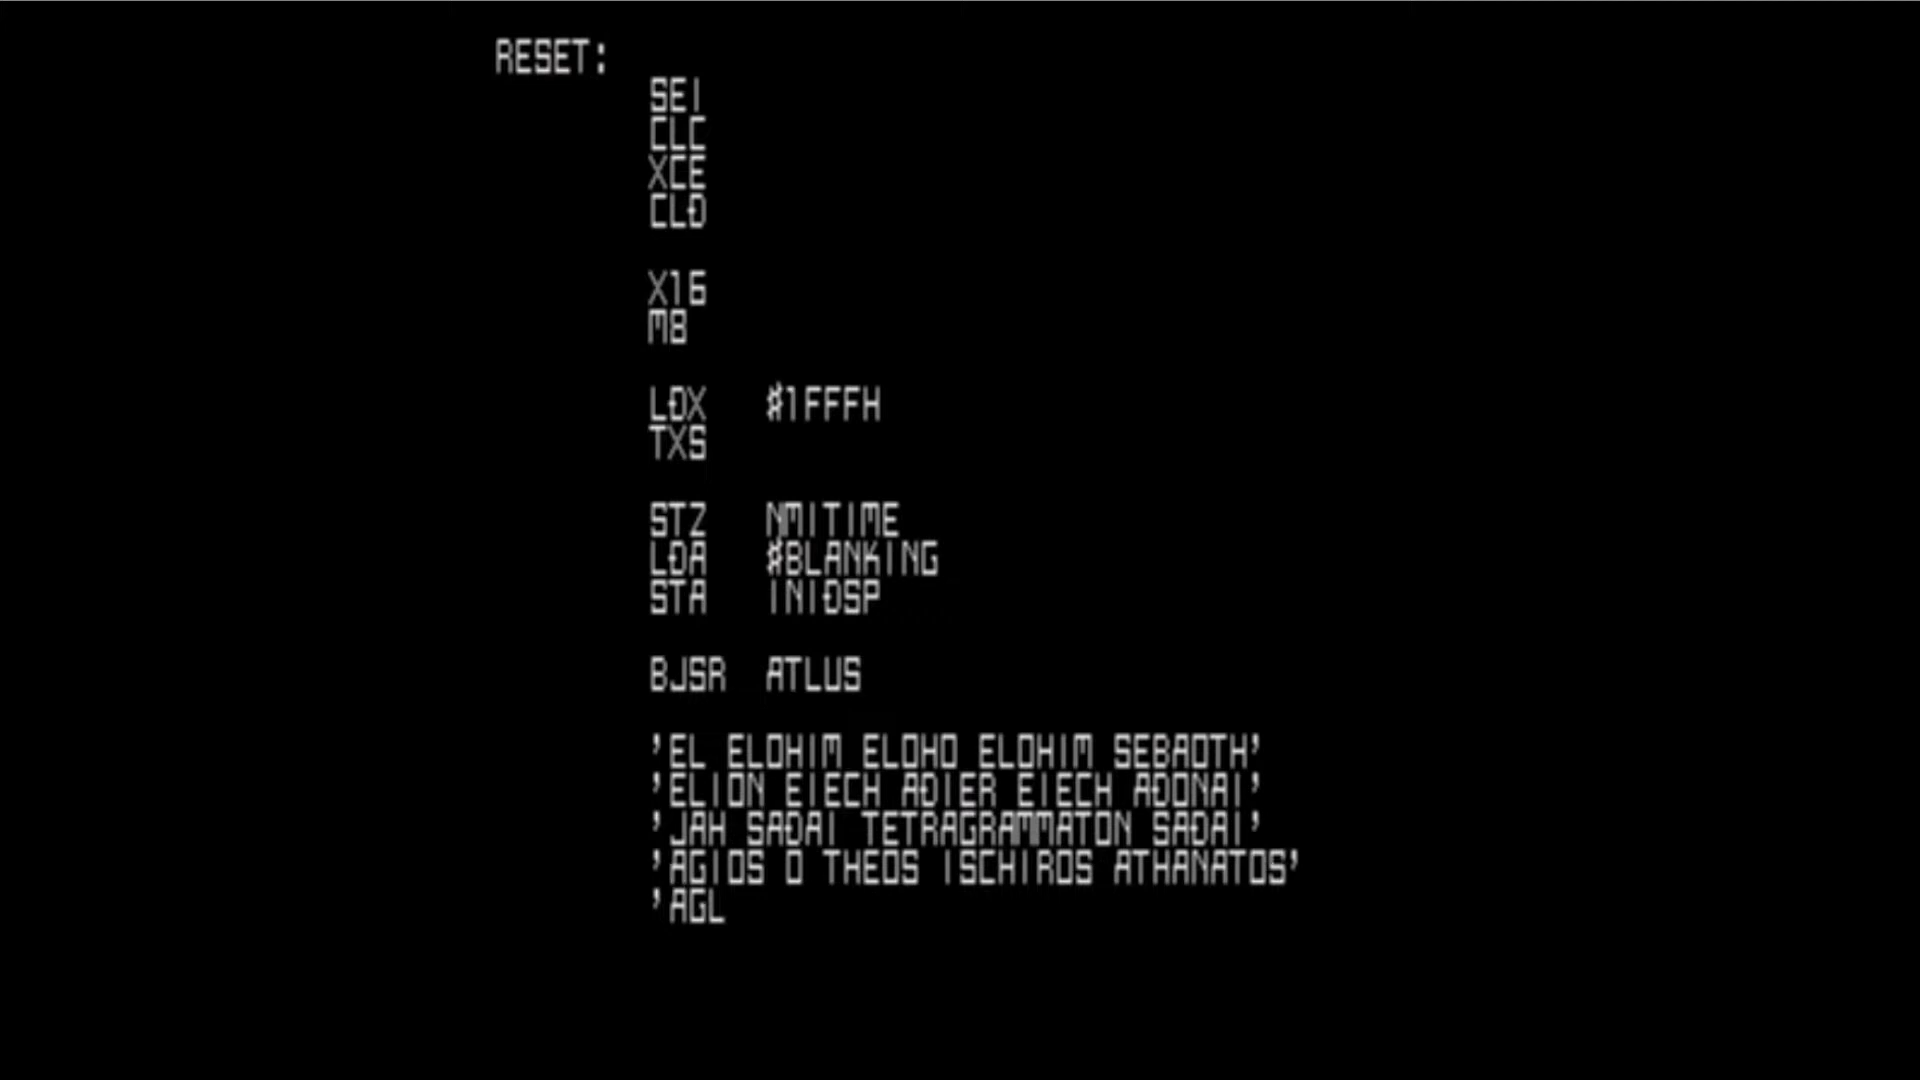 RESET:
SEI
CLC
XCE
CLD
X16
M8
LDX #1FFFH
TXS
STZ NMITIME
LDA #BLANKING
STA INIDSP
BJSR ATLUS
'EL ELOHIM ELOHO ELOHIM SEBAOTH'
'ELION EIECH ADIER EIECH ADONAI'
'JAH SADAI TETRAGRAMMATON SADAI'
'AGIOS O THEOS ISCHIROS ATHANATOS'
'AGL